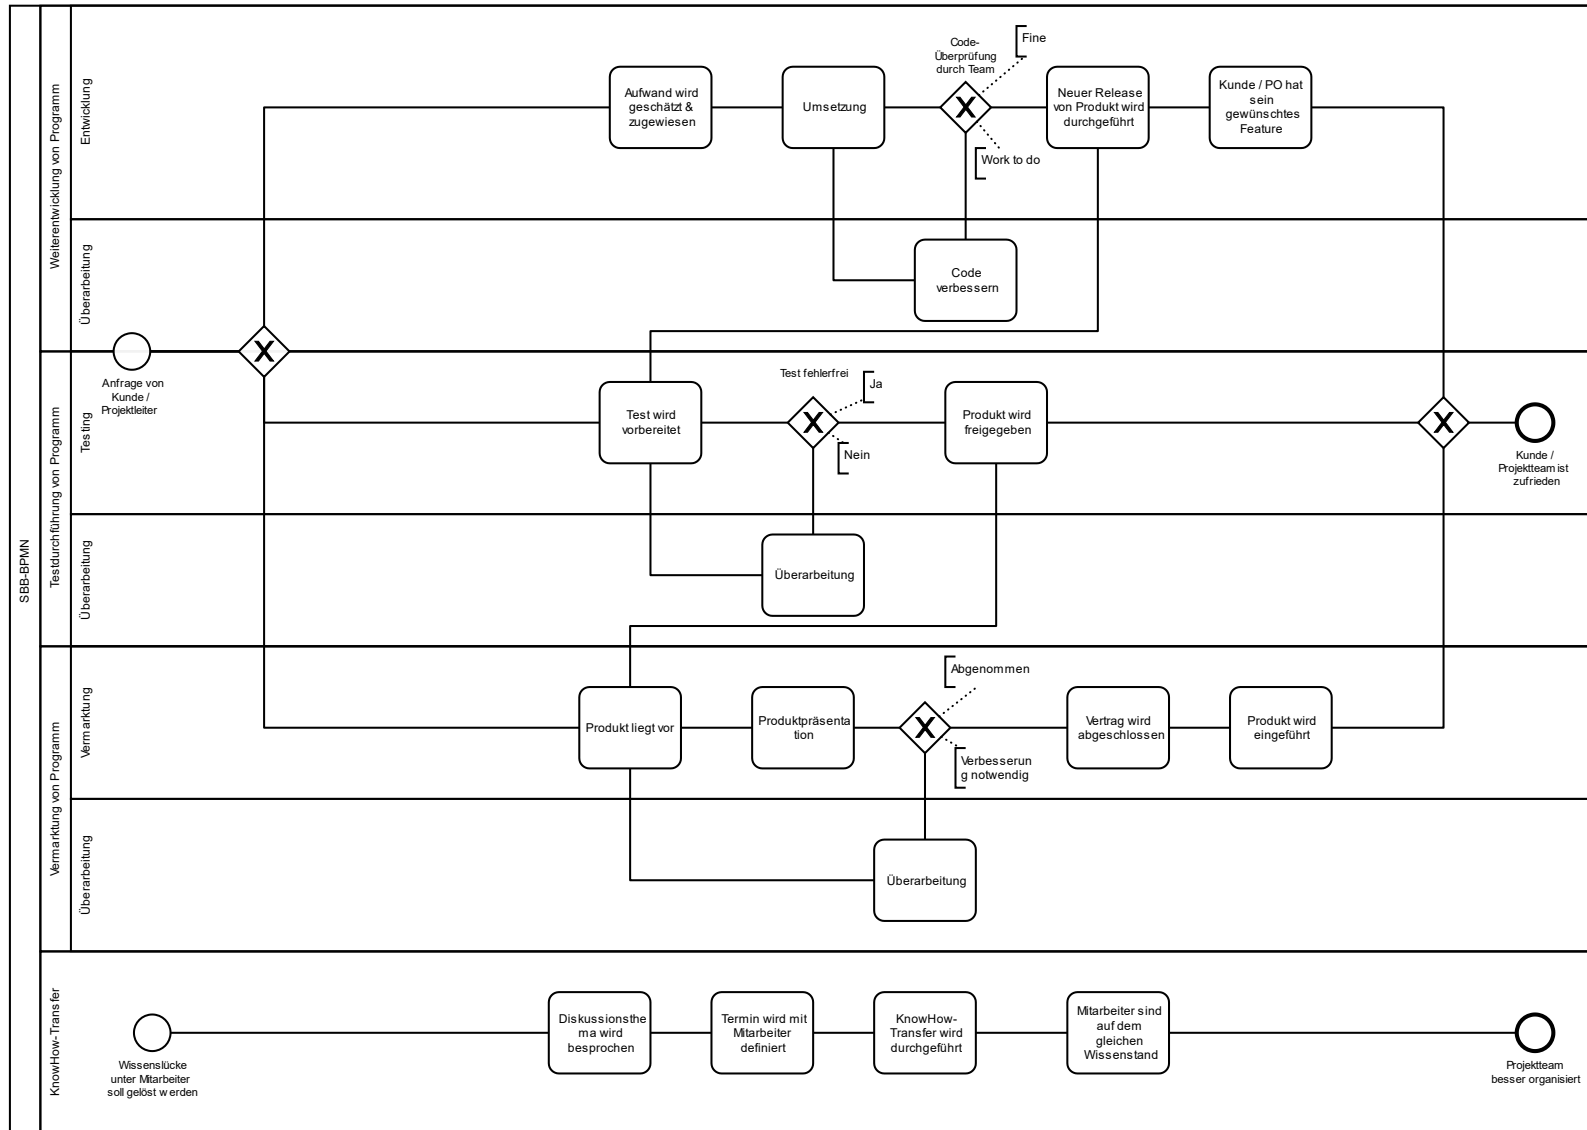 SBB-BPMN
Weiterentwicklung von Programm
Entwicklung
Aufwand wird
geschätzt &
zugewiesen
Umsetzung
Code-
Überprüfung
durch Team
Fine
Work to do
Neuer Release
von Produkt wird
durchgeführt
Kunde / PO hat
sein
gewünschtes
Feature
Überarbeitung
Code
verbessern
Anfrage von
Kunde /
Projektleiter
Testdurchführung von Programm
Testing
Test wird
vorbereitet
Test fehlerfrei
Ja
Nein
Produkt wird
freigegeben
Kunde /
Projektteam ist
zufrieden
Überarbeitung
Überarbeitung
Vermarktung von Programm
Vermarktung
Produkt liegt vor
Produktpräsenta
tion
Abgenommen
Verbesserun
g notwendig
Vertrag wird
abgeschlossen
Produkt wird
eingeführt
Überarbeitung
Überarbeitung
KnowHow-Transfer
Wissenslücke
unter Mitarbeiter
soll gelöst werden
Diskussionsthe
ma wird
besprochen
Termin wird mit
Mitarbeiter
definiert
KnowHow-
Transfer wird
durchgeführt
Mitarbeiter sind
auf dem
gleichen
Wissenstand
Projektteam
besser organisiert